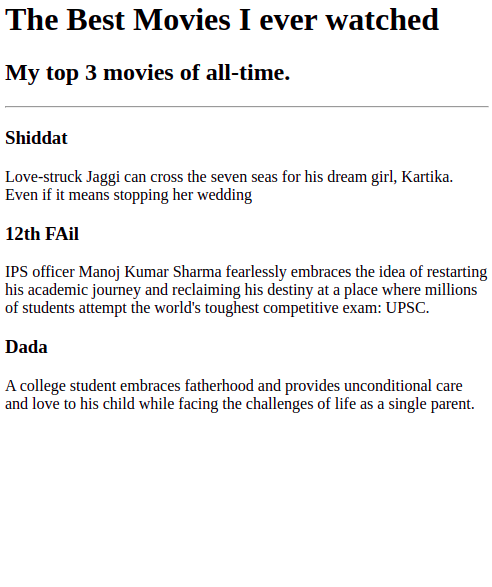 The Best Movies I ever watched
My top 3 movies of all-time.
Shiddat
Love-struck Jaggi can cross the seven seas for his dream girl, Kartika.
Even if it means stopping her wedding
12th FAil
IPS officer Manoj Kumar Sharma fearlessly embraces the idea of restarting
his academic journey and reclaiming his destiny at a place where millions
of students attempt the world's toughest competitive exam: UPSC.
Dada
A college student embraces fatherhood and provides unconditional care
and love to his child while facing the challenges of life as a single parent.